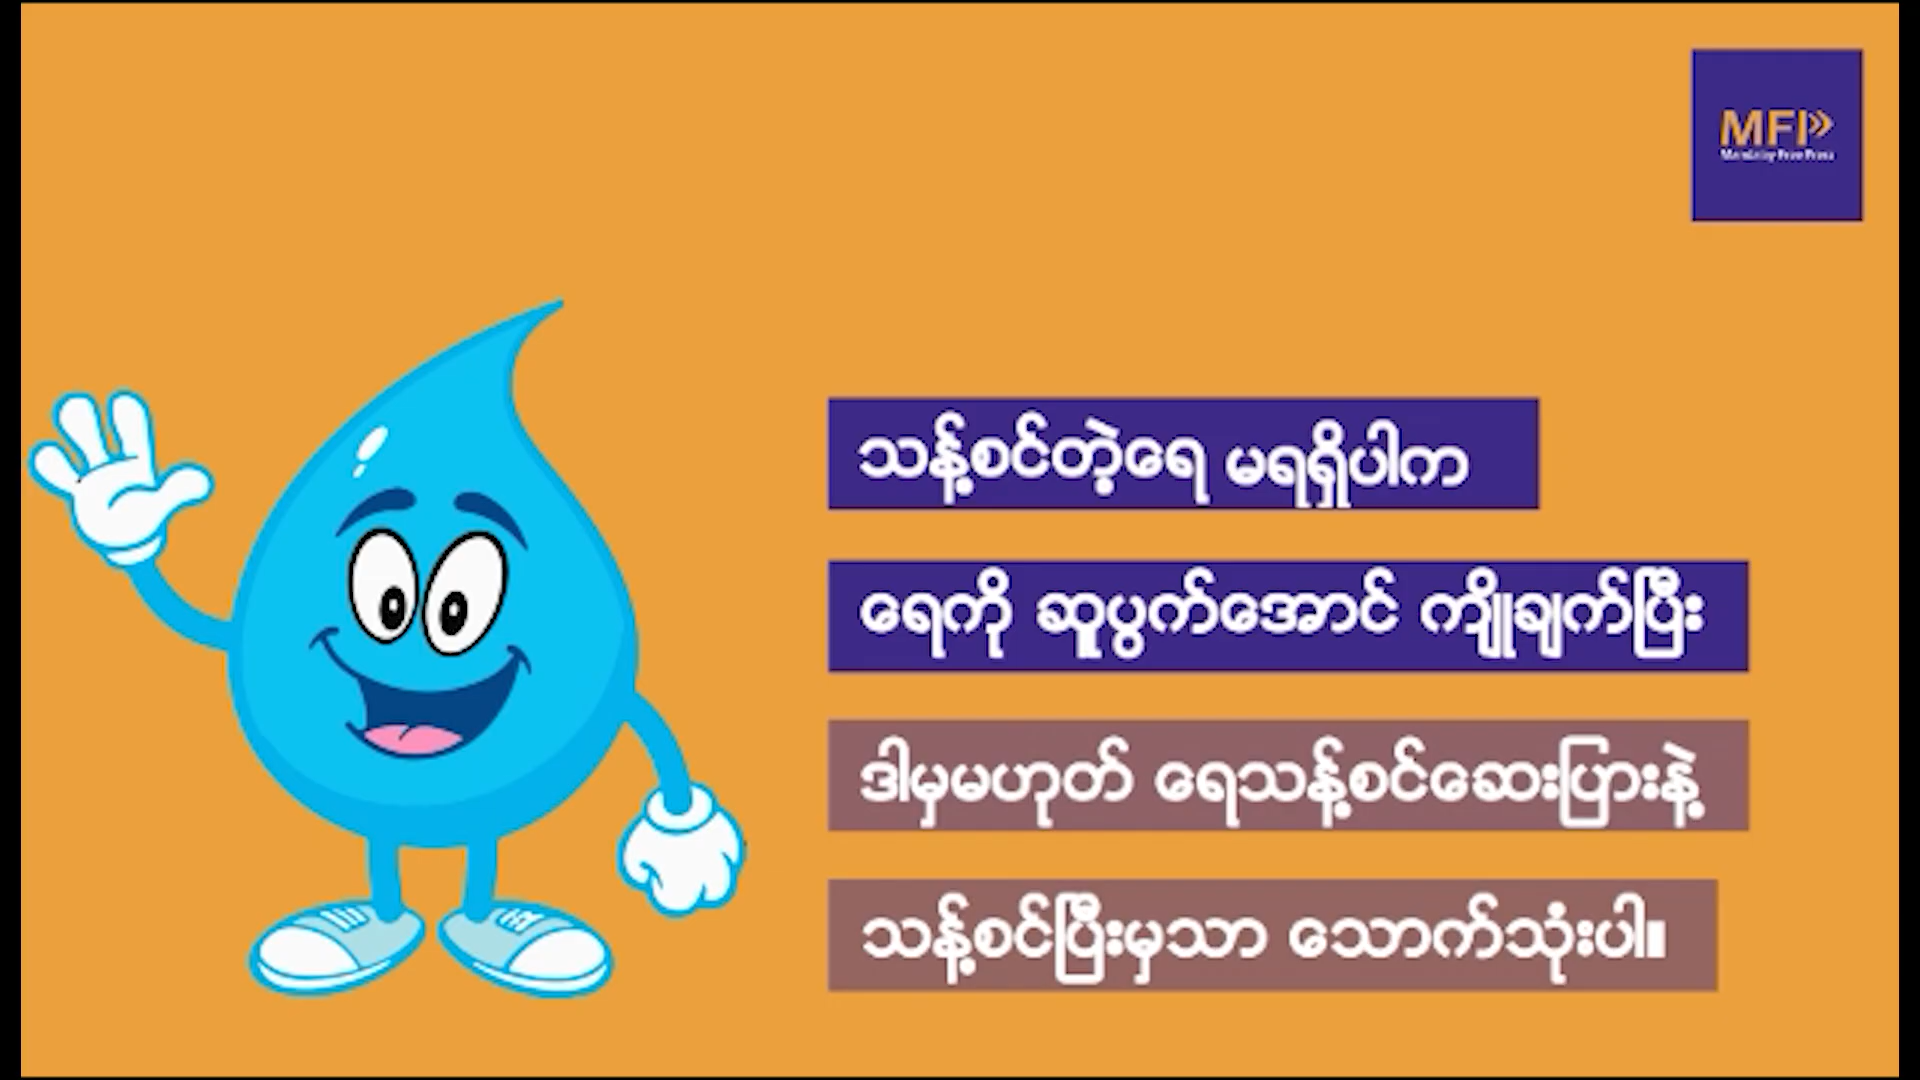 MFP
Mandalay Free Press
သန့်စင်တဲ့ရေ မရရှိပါက
ရေကို ဆူပွက်အောင် ကျိုချက်ပြီး
ဒါမှမဟုတ် ရေသန့်စင်ဆေးပြားနဲ့
သန့်စင်ပြီးမှသာ သောက်သုံးပါ။